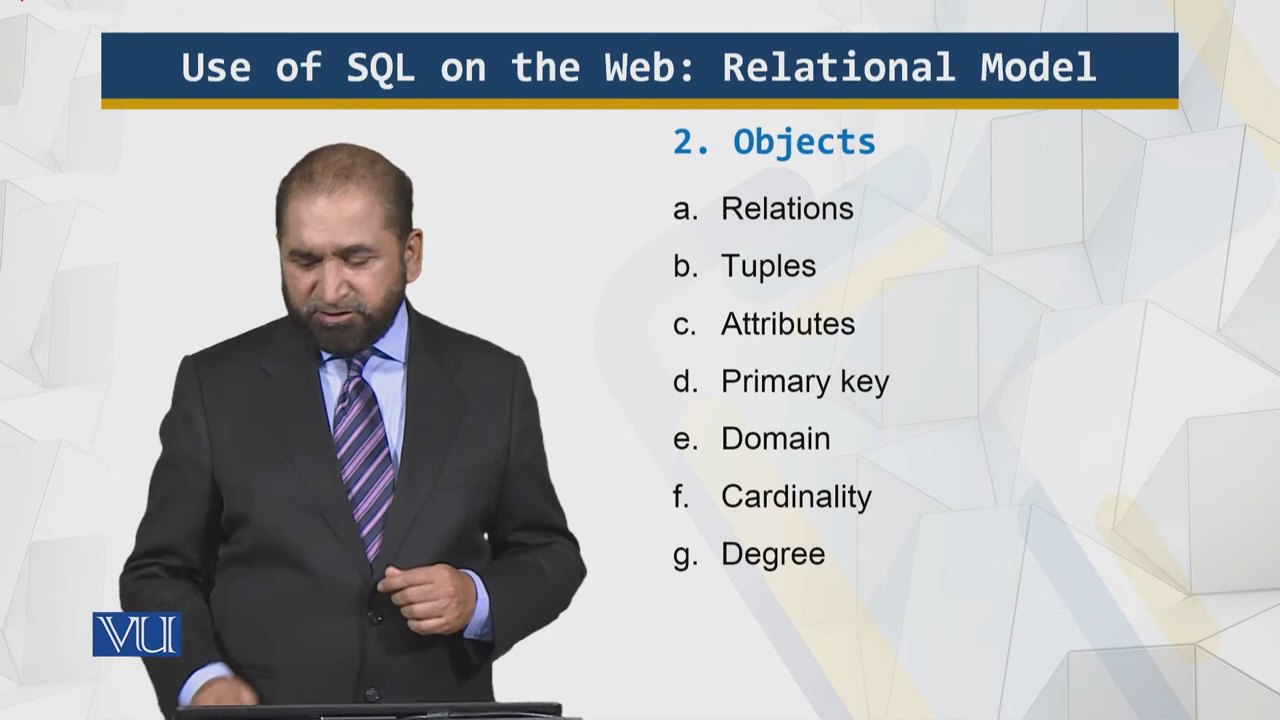 Use of SQL on the Web: Relational Model
2. Objects
a. Relations
b. Tuples
c. Attributes
d. Primary key
e. Domain
f. Cardinality
g. Degree
VU